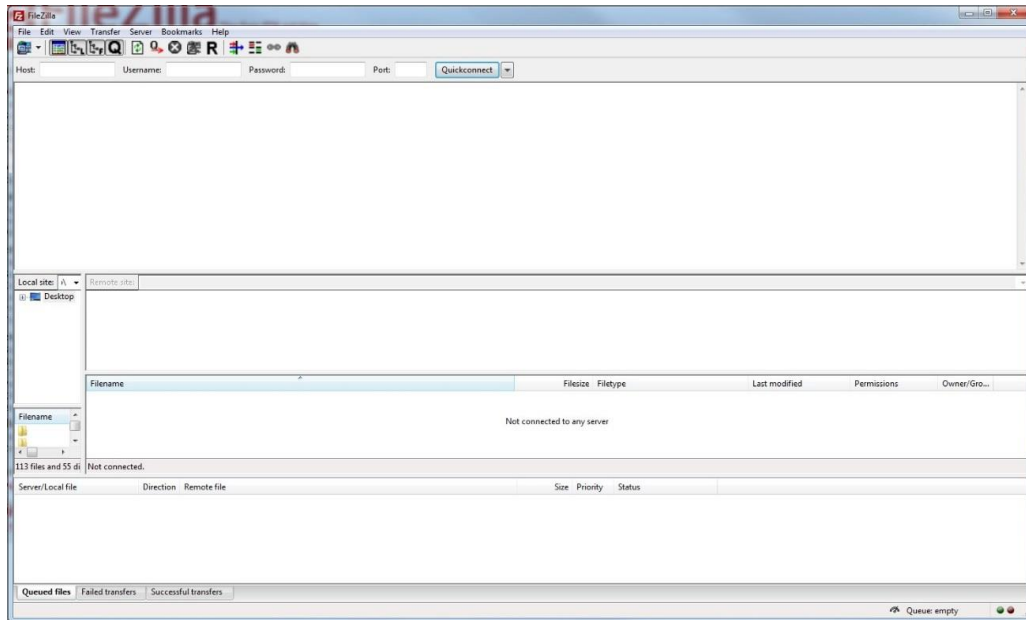 FileZilla
FileZilla
File Edit View Transfer Server Bookmarks Help
Q R
Host: Username: Password: Port: Quickconnect
Local site: \ Remote site:
Desktop
Filename Filesize Filetype Last modified Permissions Owner/Gro...
Not connected to any server
Filename
113 files and 55 di Not connected.
Server/Local file Direction Remote file Size Priority Status
Queued files Failed transfers Successful transfers
Queue: empty